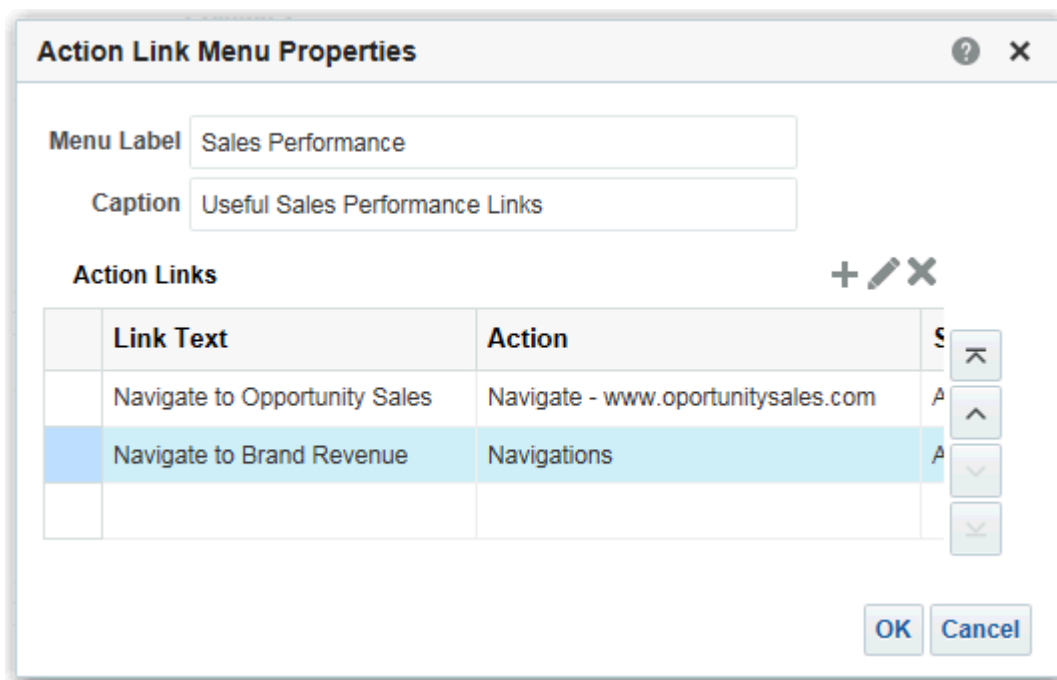 Action Link Menu Properties
Menu Label Sales Performance
Caption Useful Sales Performance Links
Action Links
Link Text Action
Navigate to Opportunity Sales Navigate - www.oportunitysales.com
Navigate to Brand Revenue Navigations
OK Cancel